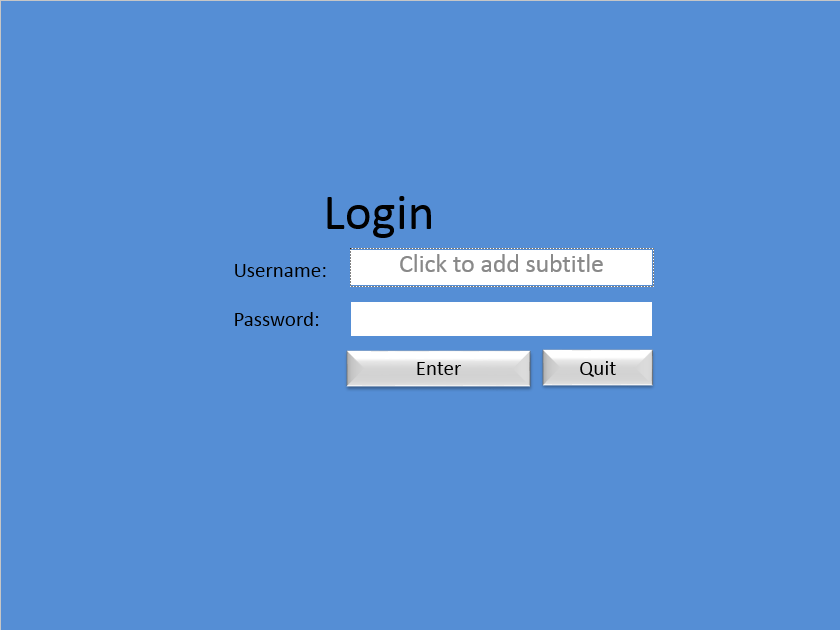 Login
Username: Click to add subtitle
Password:
Enter Quit